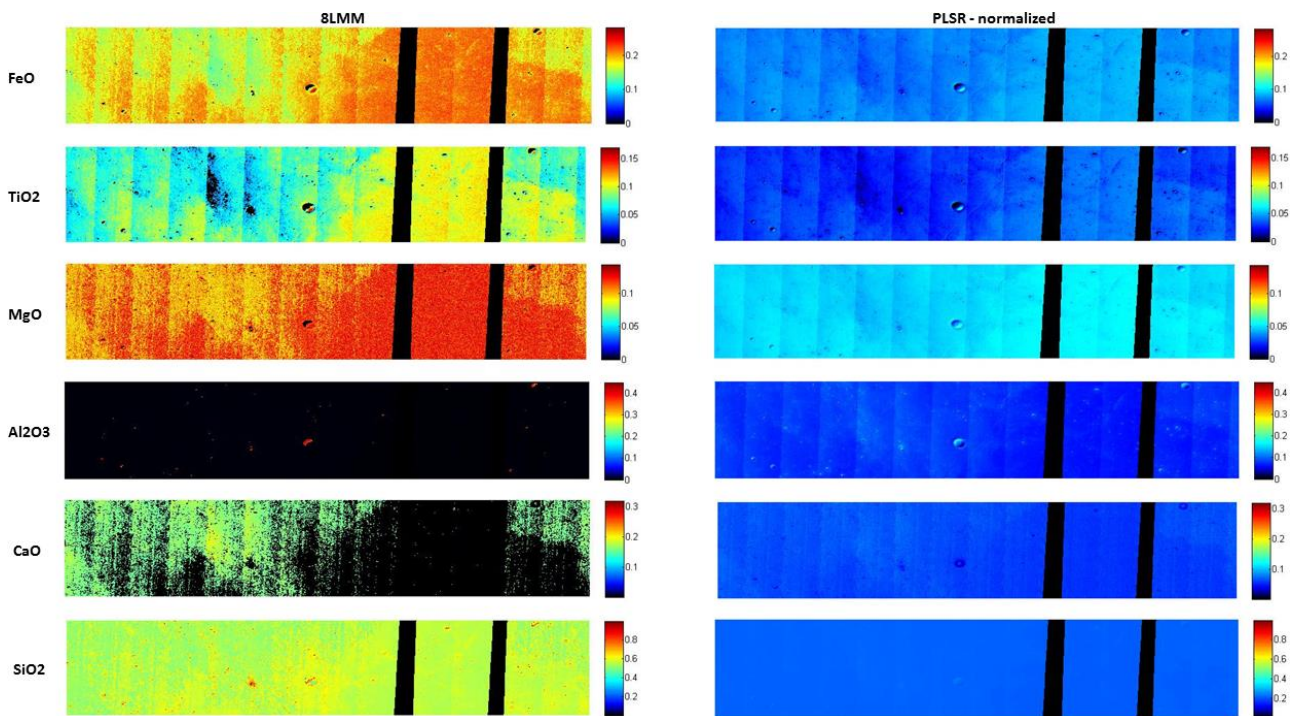 8LMM PLSR - normalized
FeO 0.2 0.1 0 0.2 0.1 0
TiO2 0.15 0.1 0.05 0 0.15 0.1 0.05 0
MgO 0.1 0.05 0 0.1 0.05 0
Al2O3 0.4 0.3 0.2 0.1 0 0.4 0.3 0.2 0.1 0
CaO 0.3 0.2 0.1 0.3 0.2 0.1
SiO2 0.8 0.6 0.4 0.2 0.8 0.6 0.4 0.2